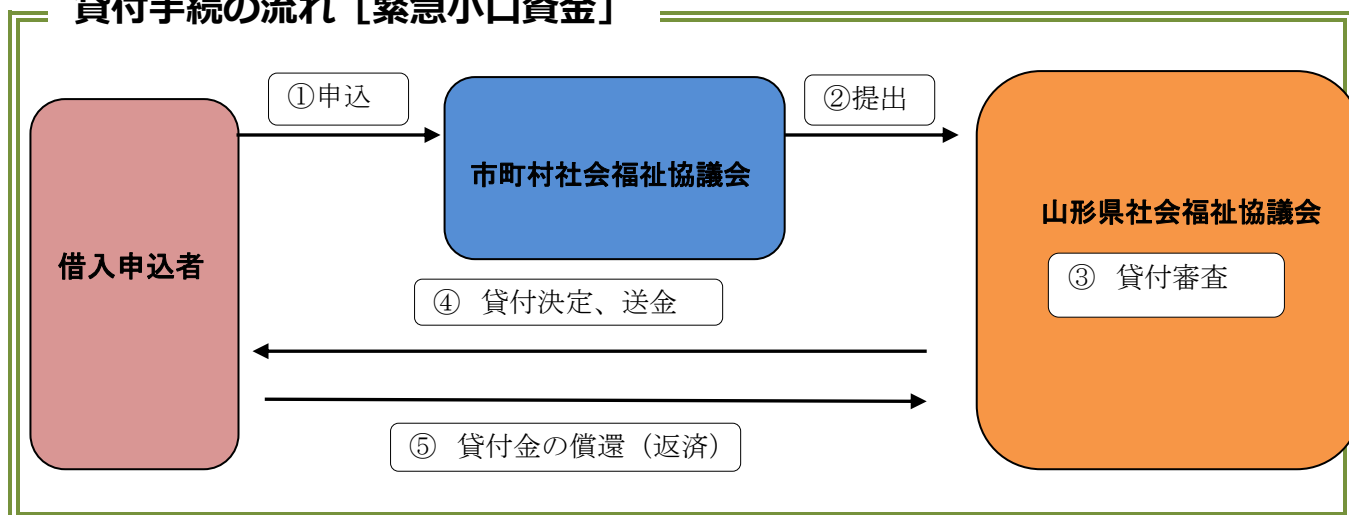 貸付手続の流れ［緊急小口資金］
①申込
②提出
市町村社会福祉協議会
山形県社会福祉協議会
借入申込者
③ 貸付審査
④ 貸付決定、送金
⑤ 貸付金の償還（返済）